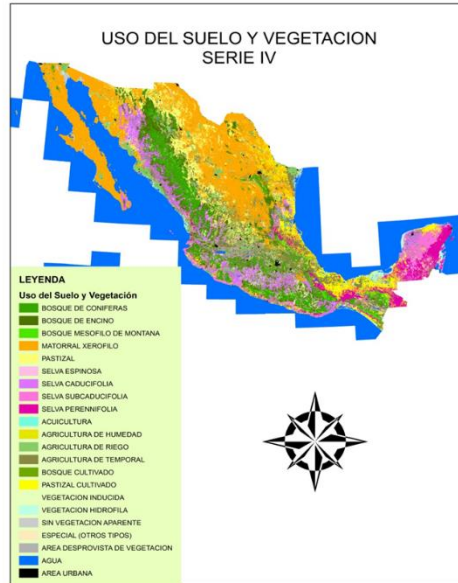 USO DEL SUELO Y VEGETACION
SERIE IV
LEYENDA
Uso del Suelo y Vegetación
BOSQUE DE CONIFERAS
BOSQUE DE ENCINO
BOSQUE MESOFILO DE MONTANA
MATORRAL XEROFILO
PASTIZAL
SELVA ESPINOSA
SELVA CADUCIFOLIA
SELVA SUBCADUCIFOLIA
SELVA PERENNIFOLIA
ACUICULTURA
AGRICULTURA DE HUMEDAD
AGRICULTURA DE RIEGO
AGRICULTURA DE TEMPORAL
BOSQUE CULTIVADO
PASTIZAL CULTIVADO
VEGETACION INDUCIDA
VEGETACION HIDROFILA
SIN VEGETACION APARENTE
ESPECIAL (OTROS TIPOS)
AREA DESPROVISTA DE VEGETACION
AGUA
AREA URBANA